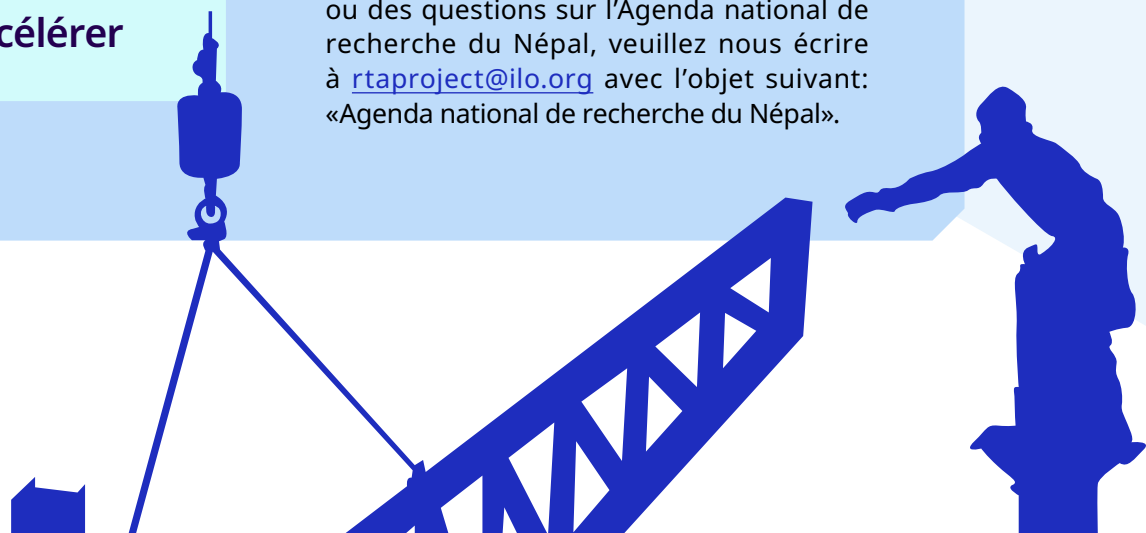 célérer
ou des questions sur l’Agenda national de
recherche du Népal, veuillez nous écrire
à rtaproject@ilo.org avec l’objet suivant:
«Agenda national de recherche du Népal».